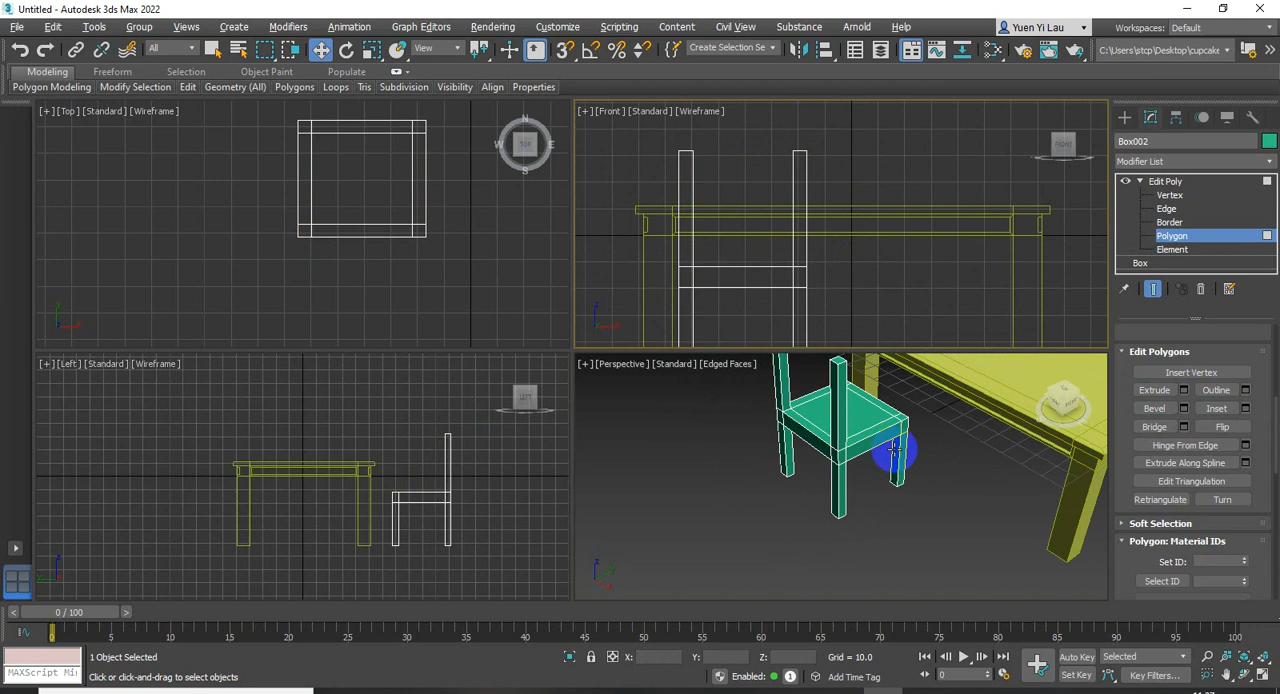 Untitled - Autodesk 3ds Max 2022
File Edit Tools Group Views Create Modifiers Animation Graph Editors Rendering Customize Scripting Content Civil View Substance Arnold Help Yuen Yi Lau Workspaces: Default
All View Create Selection Se C:\Users\stcp\Desktop\cupcake
Modeling Freeform Selection Object Paint Populate
Polygon Modeling Modify Selection Edit Geometry (All) Polygons Loops Tris Subdivision Visibility Align Properties
[+] [Top] [Standard] [Wireframe]
N
W TOP E
S
[+] [Front] [Standard] [Wireframe]
FRONT
Box002
Modifier List
Edit Poly
Vertex
Edge
Border
Polygon
Element
Box
[+] [Left] [Standard] [Wireframe]
LEFT
[+] [Perspective] [Standard] [Edged Faces]
Edit Polygons
Insert Vertex
Extrude Outline
Bevel Inset
Bridge Flip
Hinge From Edge
Extrude Along Spline
Edit Triangulation
Retriangulate Turn
Soft Selection
Polygon: Material IDs
Set ID:
Select ID
0 / 100
0 5 10 15 20 25 30 35 40 45 50 55 60 65 70 75 80 85 90 95 100
1 Object Selected X: Y: Z: Grid = 10.0 Auto Key Selected
MAXScript Mi Click or click-and-drag to select objects Enabled: 1 Add Time Tag 0 Set Key Key Filters...